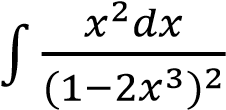 ∫ x²dx / (1−2x³)²